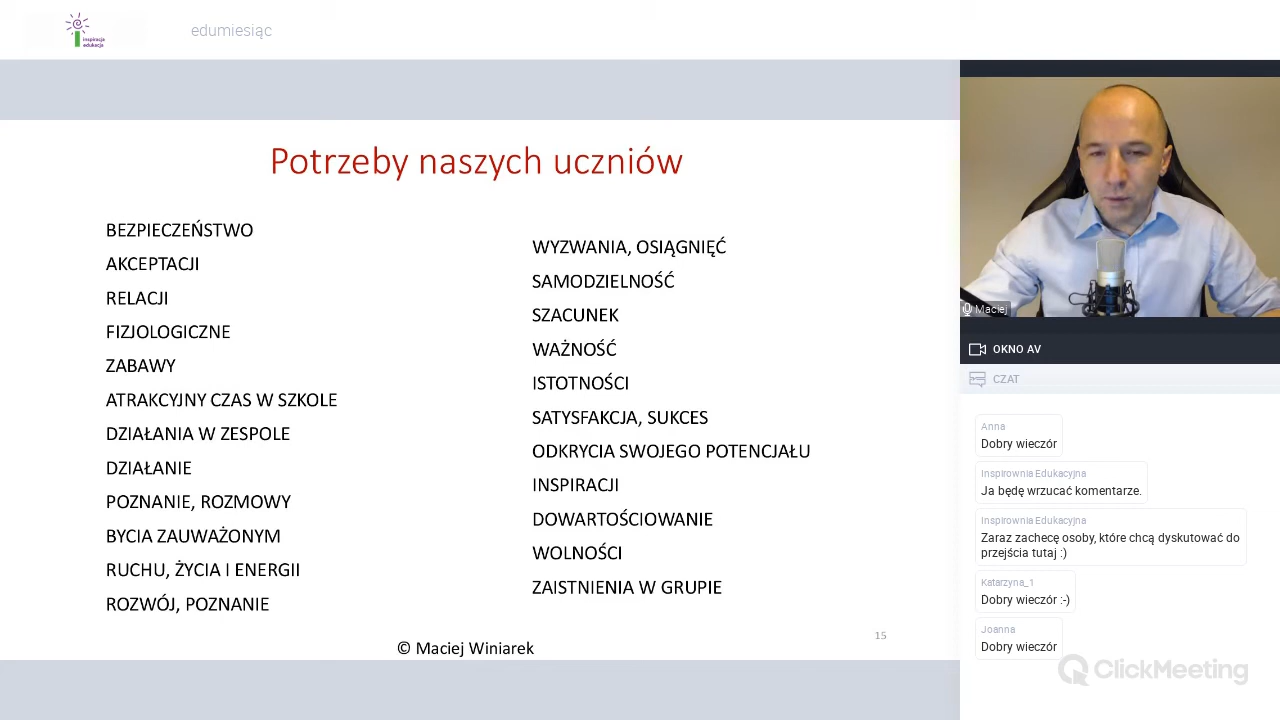 inspiracja
edukacja
edumiesiąc
Potrzeby naszych uczniów
BEZPIECZEŃSTWO
AKCEPTACJI
RELACJI
FIZJOLOGICZNE
ZABAWY
ATRAKCYJNY CZAS W SZKOLE
DZIAŁANIA W ZESPOLE
DZIAŁANIE
POZNANIE, ROZMOWY
BYCIA ZAUWAŻONYM
RUCHU, ŻYCIA I ENERGII
ROZWÓJ, POZNANIE
WYZWANIA, OSIĄGNIĘĆ
SAMODZIELNOŚĆ
SZACUNEK
WAŻNOŚĆ
ISTOTNOŚCI
SATYSFAKCJA, SUKCES
ODKRYCIA SWOJEGO POTENCJAŁU
INSPIRACJI
DOWARTOŚCIOWANIE
WOLNOŚCI
ZAISTNIENIA W GRUPIE
© Maciej Winiarek
15
Maciej
OKNO AV
CZAT
Anna
Dobry wieczór
Inspirownia Edukacyjna
Ja będę wrzucać komentarze.
Inspirownia Edukacyjna
Zaraz zachecę osoby, które chcą dyskutować do
przejścia tutaj :)
Katarzyna_1
Dobry wieczór :-)
Joanna
Dobry wieczór
ClickMeeting